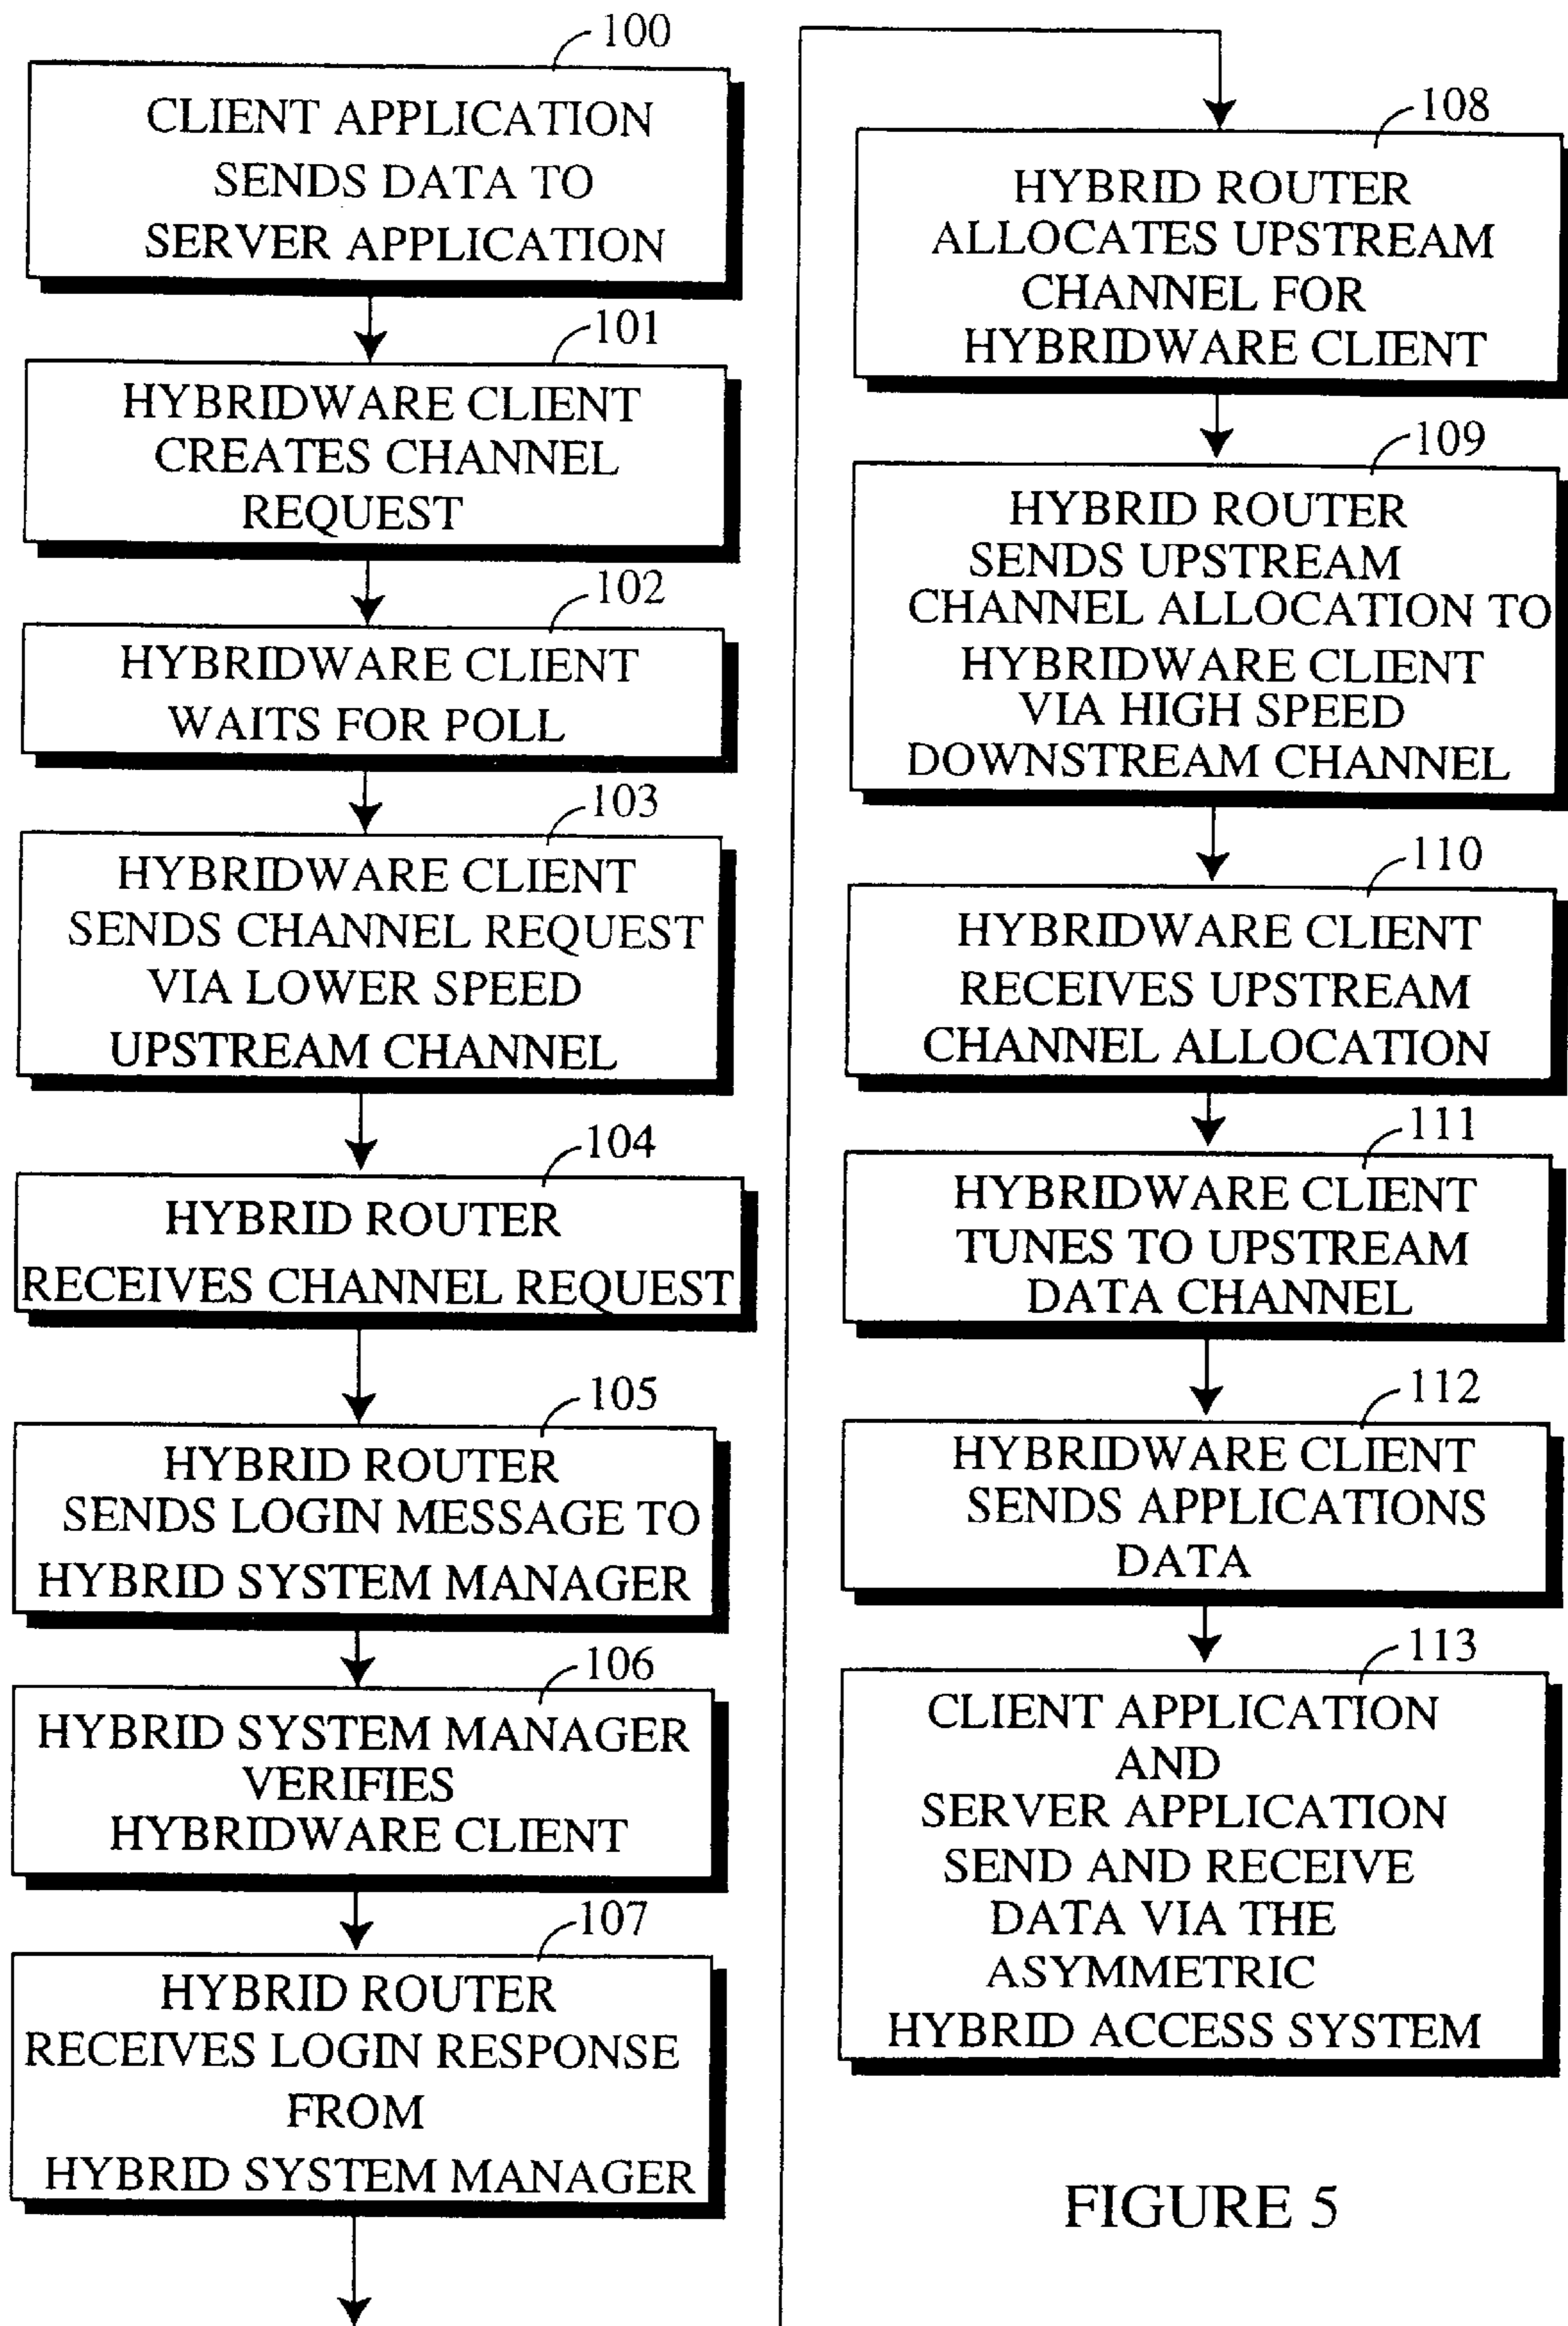 100
CLIENT APPLICATION
SENDS DATA TO
SERVER APPLICATION
101
HYBRIDWARE CLIENT
CREATES CHANNEL
REQUEST
102
HYBRIDWARE CLIENT
WAITS FOR POLL
103
HYBRIDWARE CLIENT
SENDS CHANNEL REQUEST
VIA LOWER SPEED
UPSTREAM CHANNEL
104
HYBRID ROUTER
RECEIVES CHANNEL REQUEST
105
HYBRID ROUTER
SENDS LOGIN MESSAGE TO
HYBRID SYSTEM MANAGER
106
HYBRID SYSTEM MANAGER
VERIFIES
HYBRIDWARE CLIENT
107
HYBRID ROUTER
RECEIVES LOGIN RESPONSE
FROM
HYBRID SYSTEM MANAGER
108
HYBRID ROUTER
ALLOCATES UPSTREAM
CHANNEL FOR
HYBRIDWARE CLIENT
109
HYBRID ROUTER
SENDS UPSTREAM
CHANNEL ALLOCATION TO
HYBRIDWARE CLIENT
VIA HIGH SPEED
DOWNSTREAM CHANNEL
110
HYBRIDWARE CLIENT
RECEIVES UPSTREAM
CHANNEL ALLOCATION
111
HYBRIDWARE CLIENT
TUNES TO UPSTREAM
DATA CHANNEL
112
HYBRIDWARE CLIENT
SENDS APPLICATIONS
DATA
113
CLIENT APPLICATION
AND
SERVER APPLICATION
SEND AND RECEIVE
DATA VIA THE
ASYMMETRIC
HYBRID ACCESS SYSTEM
FIGURE 5